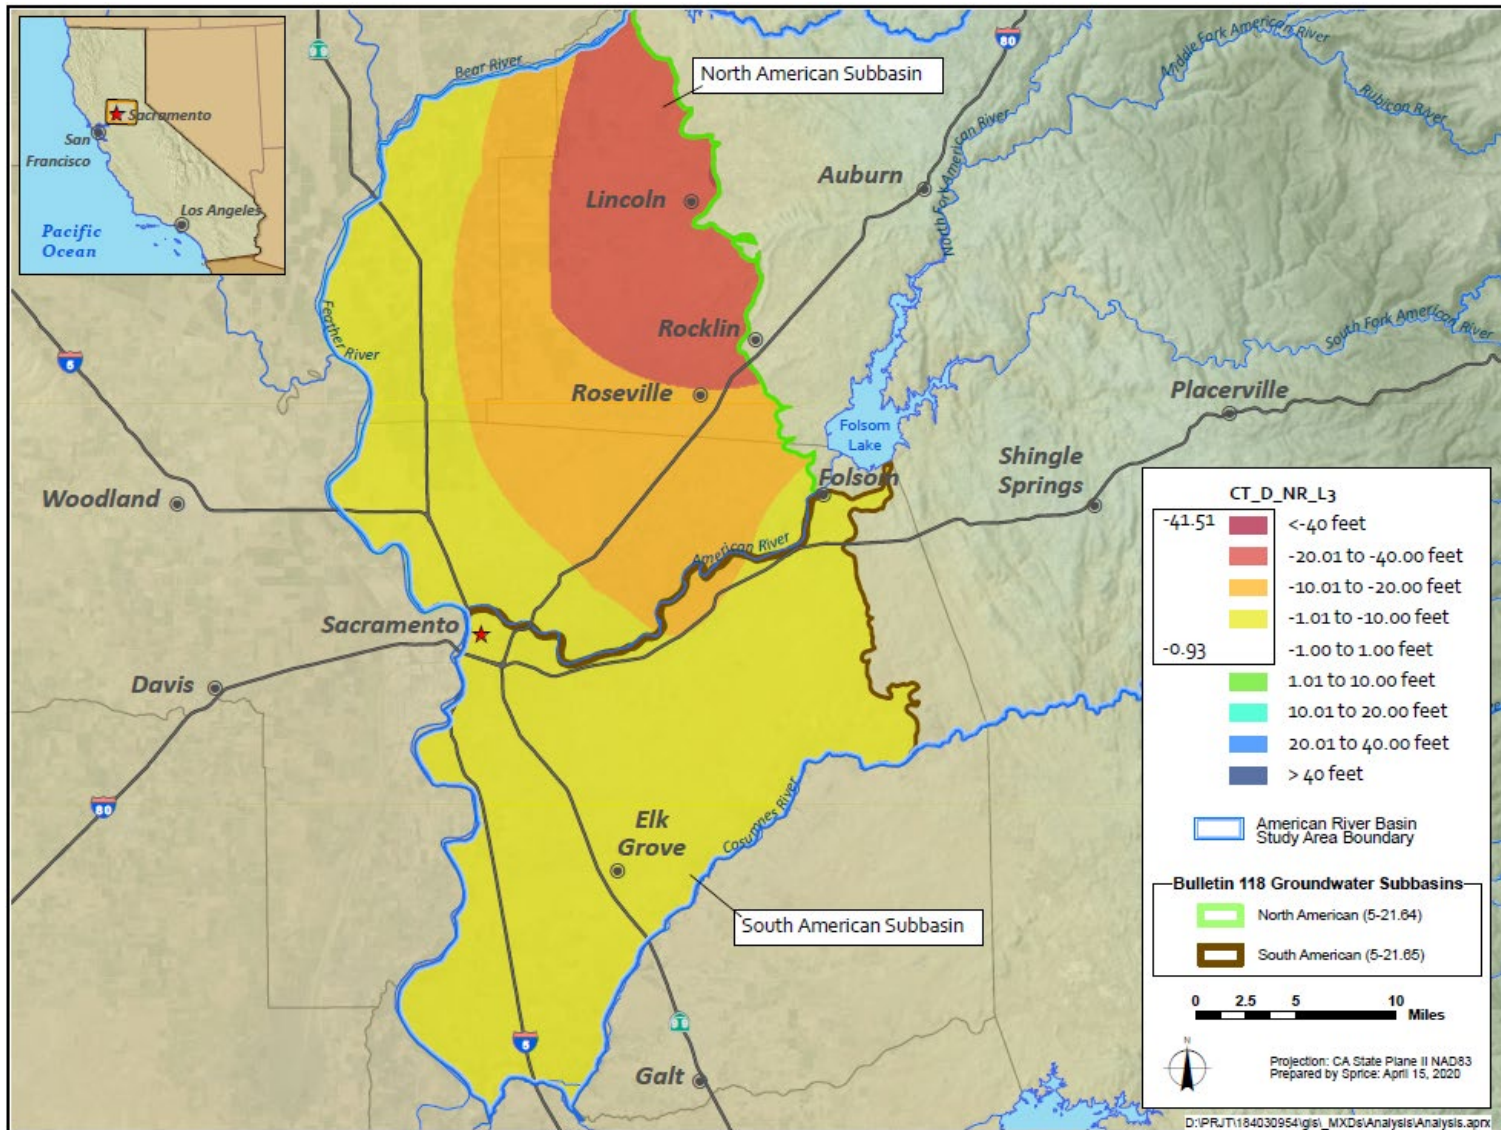 Sacramento
San
Francisco
Los Angeles
Pacific
Ocean
Bear River
80
North American Subbasin
Middle Fork American River
Rubicon River
North Fork American River
Auburn
Lincoln
Feather River
Rocklin
South Fork American River
5
Roseville
Placerville
Folsom
Lake
Shingle
Springs
Folsom
Woodland
American River
Sacramento
Davis
80
Elk
Grove
Cosumnes River
South American Subbasin
5
Galt
CT_D_NR_L3
-41.51
<-40 feet
-20.01 to -40.00 feet
-10.01 to -20.00 feet
-1.01 to -10.00 feet
-0.93
-1.00 to 1.00 feet
1.01 to 10.00 feet
10.01 to 20.00 feet
20.01 to 40.00 feet
> 40 feet
American River Basin
Study Area Boundary
Bulletin 118 Groundwater Subbasins
North American (5-21.64)
South American (5-21.65)
0 2.5 5 10
Miles
N
Projection: CA State Plane II NAD83
Prepared by Sprice: April 15, 2020
D:\PRJT\184030954\gis\_MXDs\Analysis\Analysis.aprx